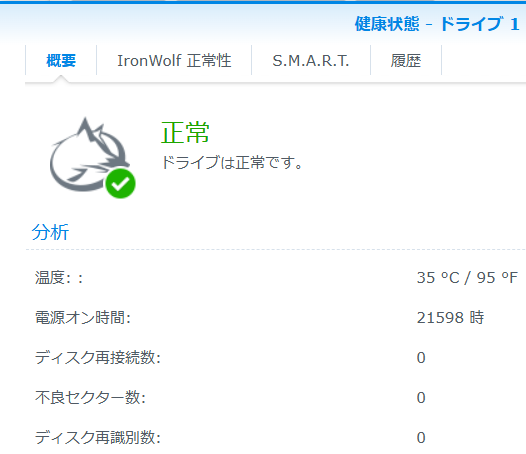 健康状態 - ドライブ 1
概要 IronWolf 正常性 S.M.A.R.T. 履歴
正常
ドライブは正常です。
分析
温度: : 35 °C / 95 °F
電源オン時間: 21598 時
ディスク再接続数: 0
不良セクター数: 0
ディスク再識別数: 0